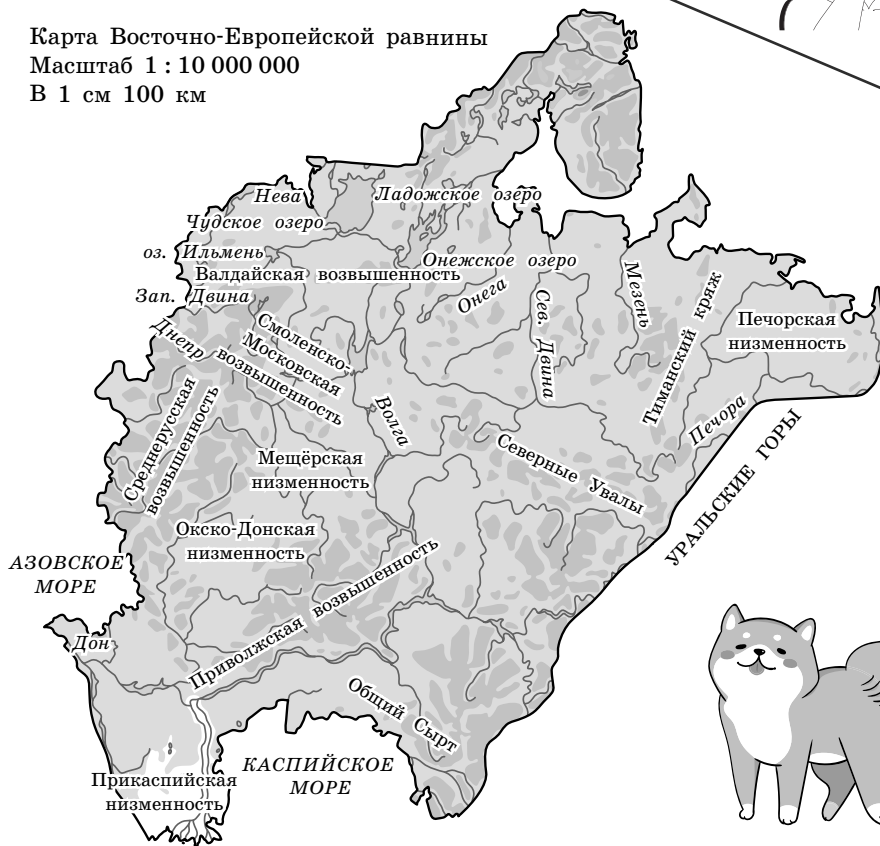 Карта Восточно-Европейской равнины
Масштаб 1 : 10 000 000
В 1 см 100 км
Нева
Ладожское озеро
Чудское озеро
оз. Ильмень
Онежское озеро
Валдайская возвышенность
Зап. Двина
Онега
Сев. Двина
Мезень
Тиманский кряж
Печорская
низменность
Днепр
Смоленско-
Московская
возвышенность
Среднерусская
возвышенность
Волга
Печора
Северные Увалы
УРАЛЬСКИЕ ГОРЫ
Мещёрская
низменность
Окско-Донская
низменность
АЗОВСКОЕ
МОРЕ
Приволжская возвышенность
Дон
Общий Сырт
КАСПИЙСКОЕ
МОРЕ
Прикаспийская
низменность